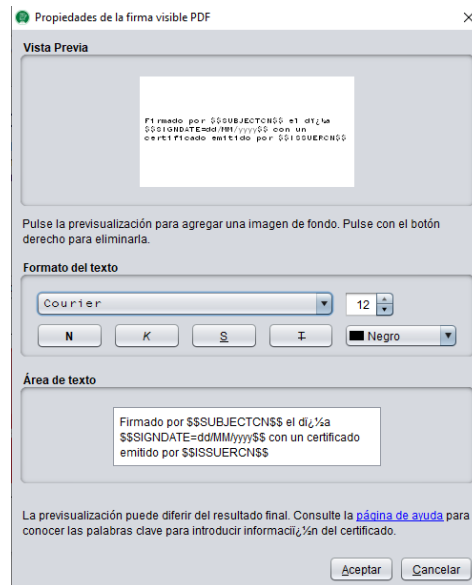 Propiedades de la firma visible PDF
Vista Previa
Firmado por $$SUBJECTCN$$ el dï¿½a
$$SIGNDATE=dd/MM/yyyy$$ con un
certificado emitido por $$ISSUERCN$$
Pulse la previsualización para agregar una imagen de fondo. Pulse con el botón
derecho para eliminarla.
Formato del texto
Courier 12
N K S T Negro
Área de texto
Firmado por $$SUBJECTCN$$ el dï¿½a
$$SIGNDATE=dd/MM/yyyy$$ con un certificado
emitido por $$ISSUERCN$$
La previsualización puede diferir del resultado final. Consulte la página de ayuda para
conocer las palabras clave para introducir informaciï¿½n del certificado.
Aceptar Cancelar